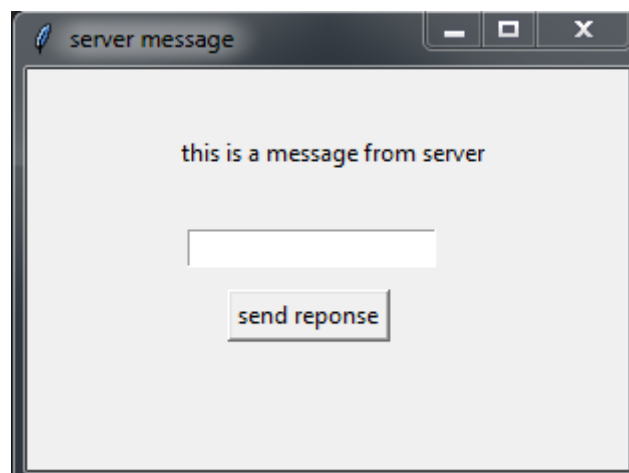 server message
this is a message from server
send reponse